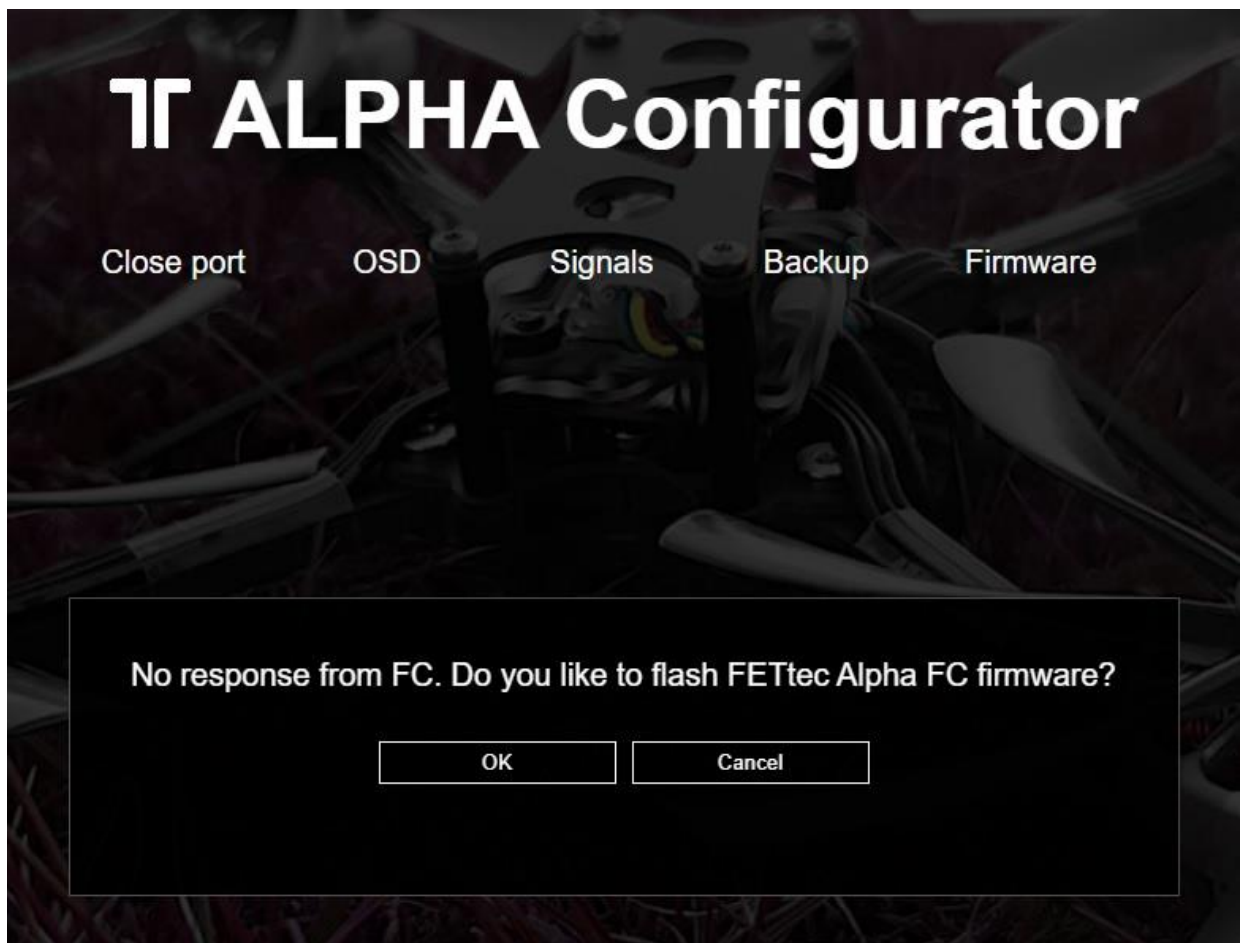 ALPHA Configurator
Close port OSD Signals Backup Firmware
No response from FC. Do you like to flash FETtec Alpha FC firmware?
OK Cancel